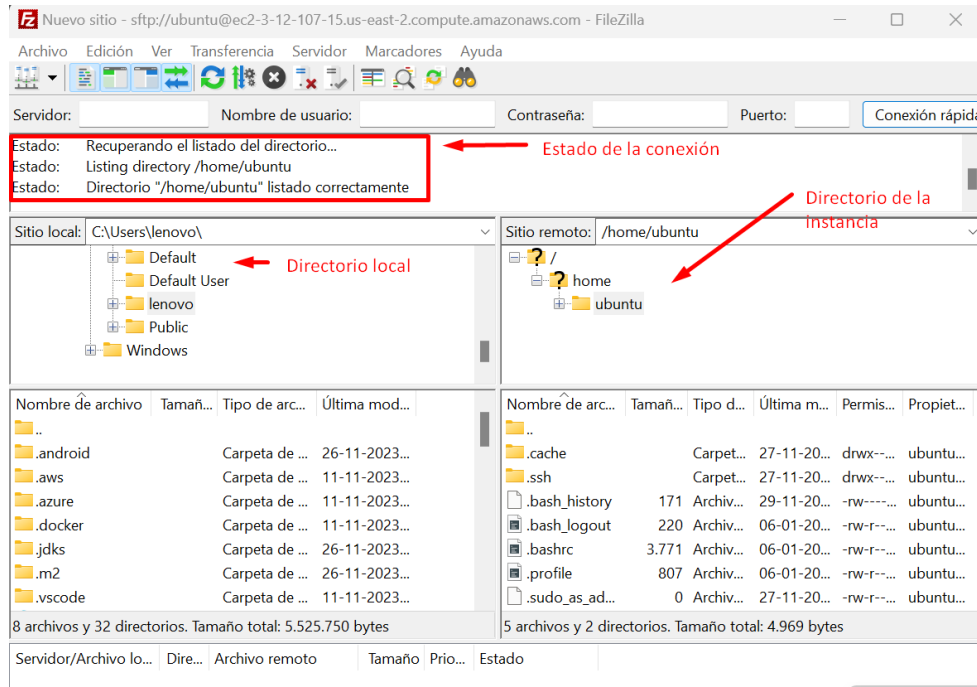 Nuevo sitio - sftp://ubuntu@ec2-3-12-107-15.us-east-2.compute.amazonaws.com - FileZilla
Archivo Edición Ver Transferencia Servidor Marcadores Ayuda
Servidor: Nombre de usuario: Contraseña: Puerto: Conexión rápida
Estado: Recuperando el listado del directorio...
Estado: Listing directory /home/ubuntu
Estado: Directorio "/home/ubuntu" listado correctamente
Estado de la conexión
Directorio de la
instancia
Sitio local: C:\Users\lenovo\
Default
Default User
lenovo
Public
Windows
Directorio local
Sitio remoto: /home/ubuntu
/
home
ubuntu
Nombre de archivo Tamañ... Tipo de arc... Última mod...
..
.android Carpeta de ... 26-11-2023...
.aws Carpeta de ... 11-11-2023...
.azure Carpeta de ... 11-11-2023...
.docker Carpeta de ... 11-11-2023...
.jdks Carpeta de ... 26-11-2023...
.m2 Carpeta de ... 26-11-2023...
.vscode Carpeta de ... 11-11-2023...
8 archivos y 32 directorios. Tamaño total: 5.525.750 bytes
Nombre de arc... Tamañ... Tipo d... Última m... Permis... Propiet...
..
.cache Carpet... 27-11-20... drwx--... ubuntu...
.ssh Carpet... 27-11-20... drwx--... ubuntu...
.bash_history 171 Archiv... 29-11-20... -rw----... ubuntu...
.bash_logout 220 Archiv... 06-01-20... -rw-r--... ubuntu...
.bashrc 3.771 Archiv... 06-01-20... -rw-r--... ubuntu...
.profile 807 Archiv... 06-01-20... -rw-r--... ubuntu...
.sudo_as_ad... 0 Archiv... 27-11-20... -rw-r--... ubuntu...
5 archivos y 2 directorios. Tamaño total: 4.969 bytes
Servidor/Archivo lo... Dire... Archivo remoto Tamaño Prio... Estado